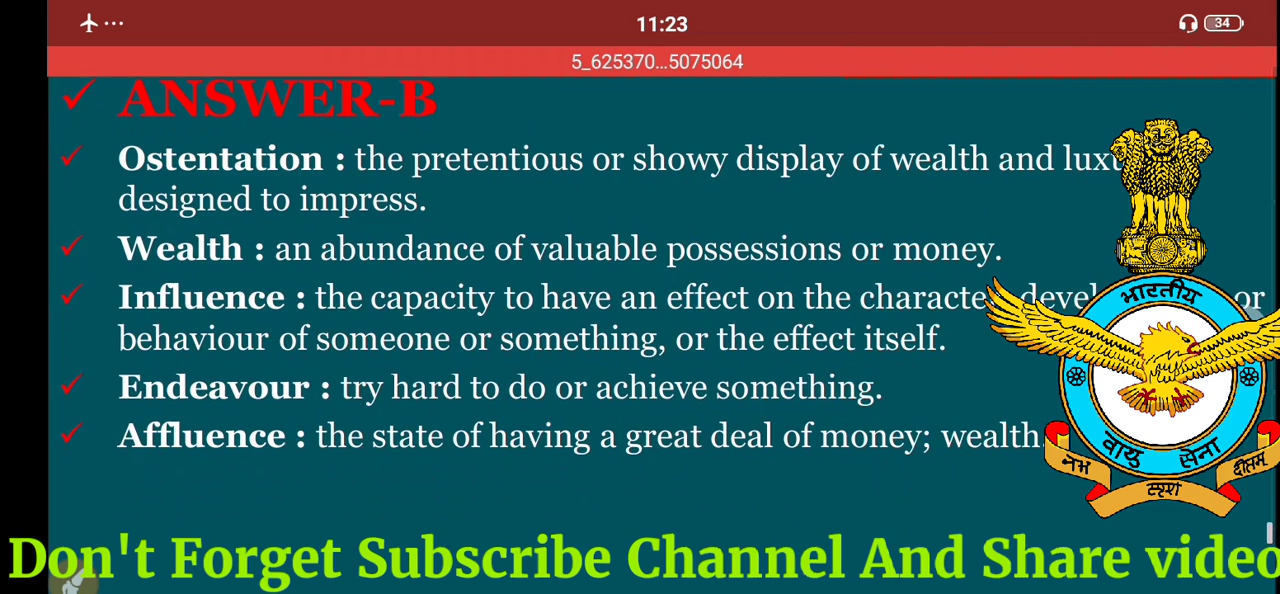 11:23
34
5_625370...5075064
ANSWER-B
Ostentation : the pretentious or showy display of wealth and
designed to impress.
Wealth : an abundance of valuable possessions or money.
Influence : the capacity to have an effect on the or
behaviour of someone or something, or the effect itself.
Endeavour : try hard to do or achieve something.
Affluence : the state of having a great deal of money; wealth.
भारतीय
वायु सेना
नभ स्पृशं दीप्तम्
Don't Forget Subscribe Channel And Share video